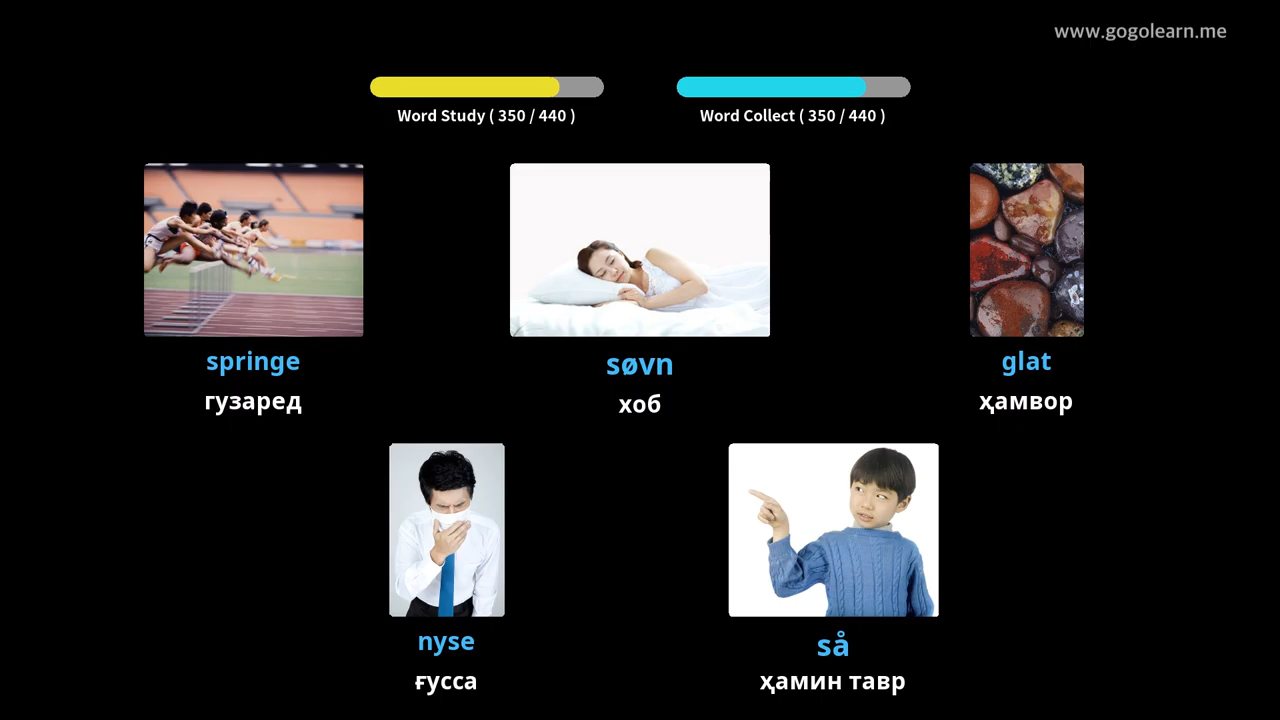 www.gogolearn.me
Word Study ( 350 / 440 )
Word Collect ( 350 / 440 )
springe
гузаред
søvn
хоб
glat
ҳамвор
nyse
ғусса
så
ҳамин тавр